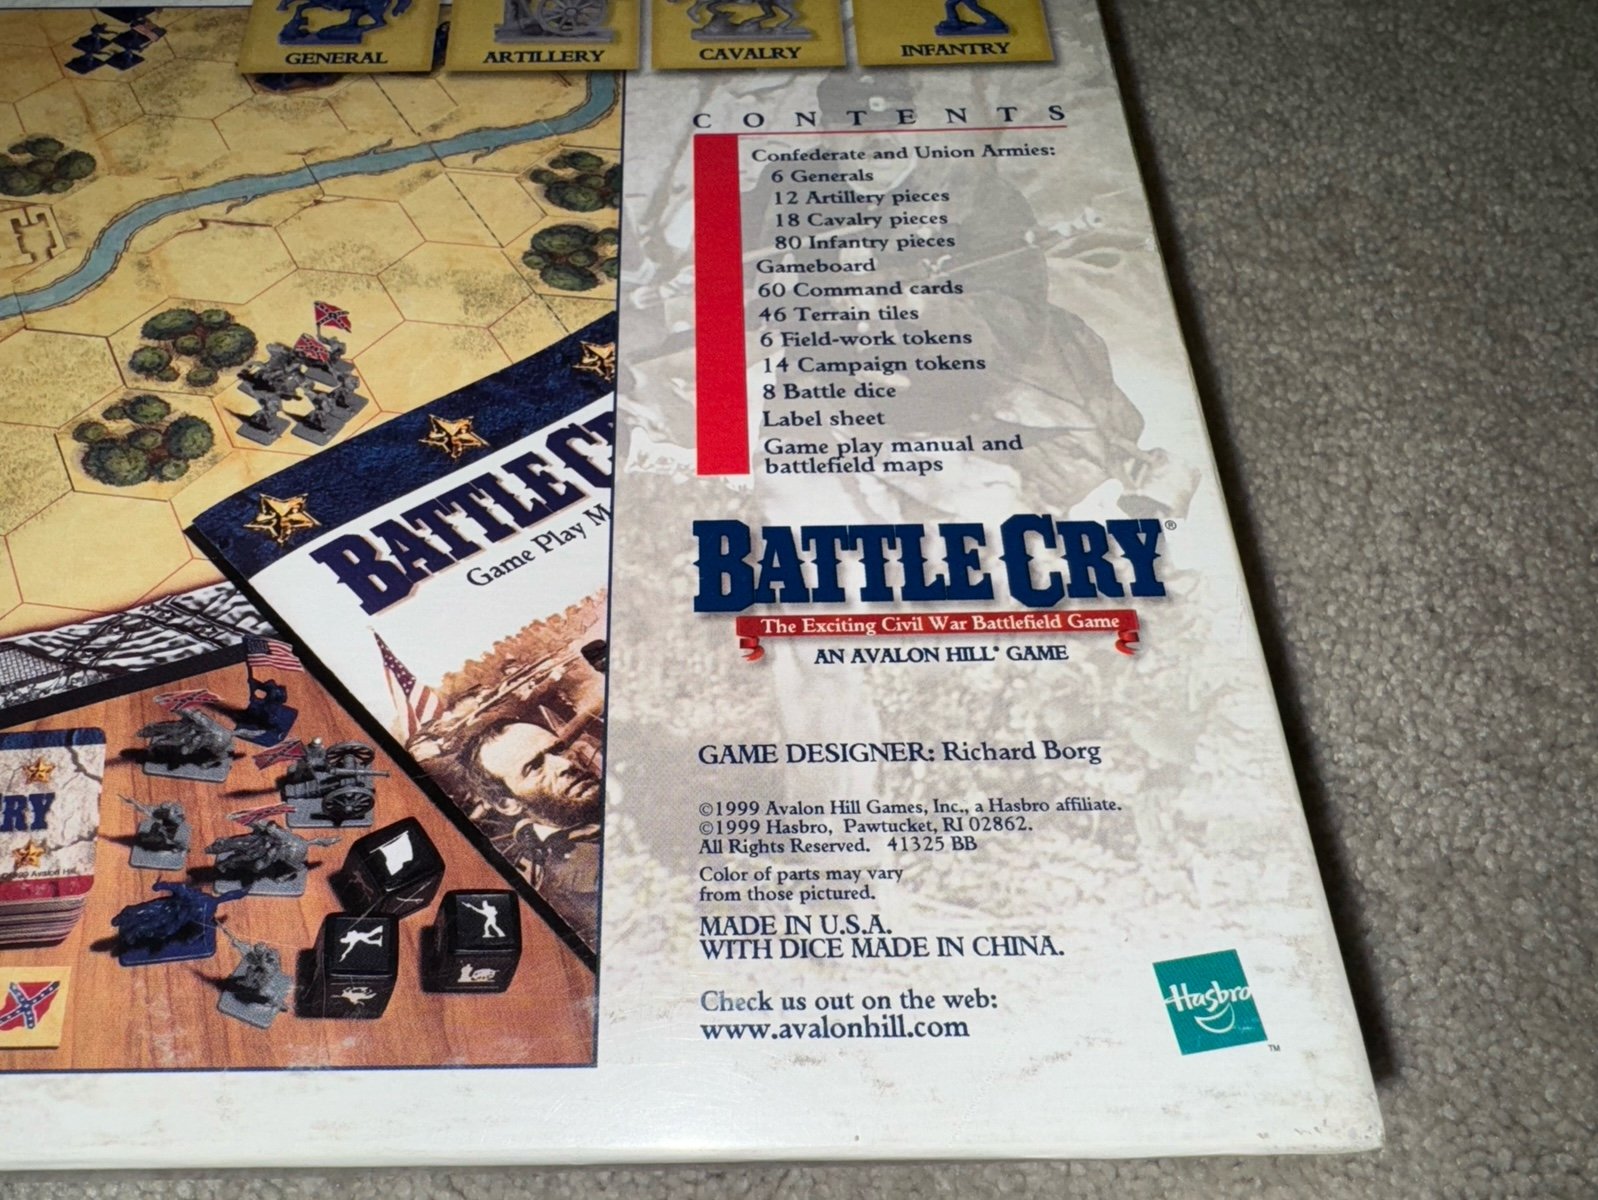 GENERAL
ARTILLERY
CAVALRY
INFANTRY
CONTENTS
Confederate and Union Armies:
6 Generals
12 Artillery pieces
18 Cavalry pieces
80 Infantry pieces
Gameboard
60 Command cards
46 Terrain tiles
6 Field-work tokens
14 Campaign tokens
8 Battle dice
Label sheet
Game play manual and
battlefield maps
BATTLE CRY®
The Exciting Civil War Battlefield Game
AN AVALON HILL® GAME
GAME DESIGNER: Richard Borg
©1999 Avalon Hill Games, Inc., a Hasbro affiliate.
©1999 Hasbro, Pawtucket, RI 02862.
All Rights Reserved. 41325 BB
Color of parts may vary
from those pictured.
MADE IN U.S.A.
WITH DICE MADE IN CHINA.
Check us out on the web:
www.avalonhill.com
Hasbro
TM
BATTLE C
Game Play M
RY
Avalon Hill